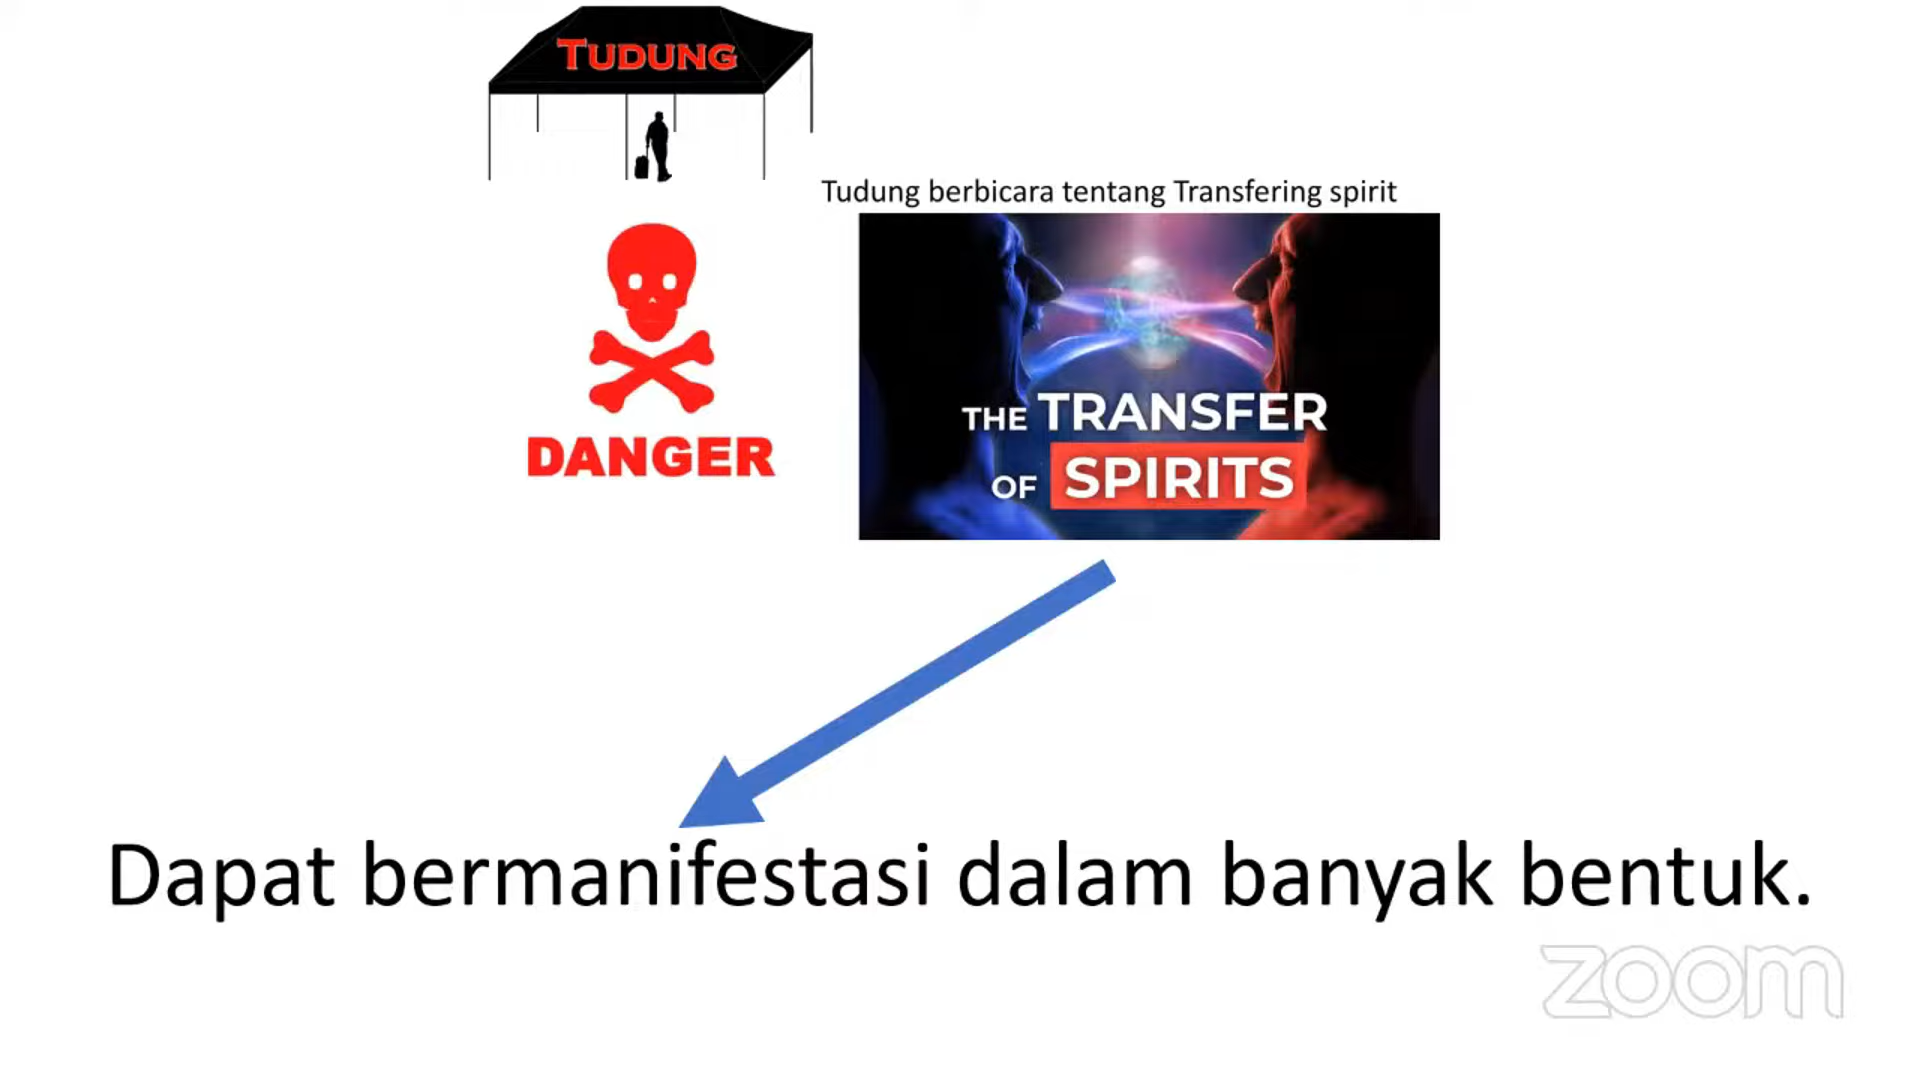 TUDUNG
Tudung berbicara tentang Transfering spirit
DANGER
THE TRANSFER
OF SPIRITS
Dapat bermanifestasi dalam banyak bentuk.
zoom